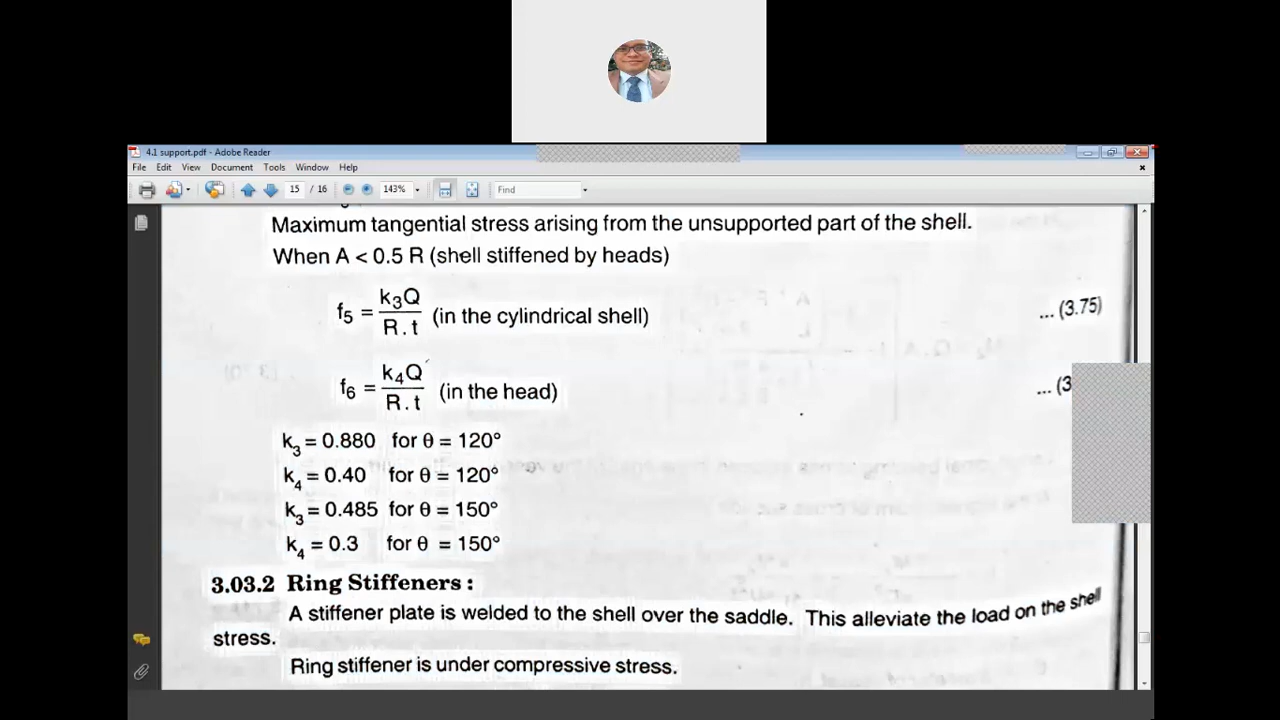 4.1 support.pdf - Adobe Reader
File Edit View Document Tools Window Help
15 / 16 143% Find
Maximum tangential stress arising from the unsupported part of the shell.
When A < 0.5 R (shell stiffened by heads)
f5 = k3Q / R . t (in the cylindrical shell) ... (3.75)
f6 = k4Q / R . t (in the head) ... (3
k3 = 0.880 for θ = 120°
k4 = 0.40 for θ = 120°
k3 = 0.485 for θ = 150°
k4 = 0.3 for θ = 150°
3.03.2 Ring Stiffeners :
A stiffener plate is welded to the shell over the saddle. This alleviate the load on the shell
stress.
Ring stiffener is under compressive stress.